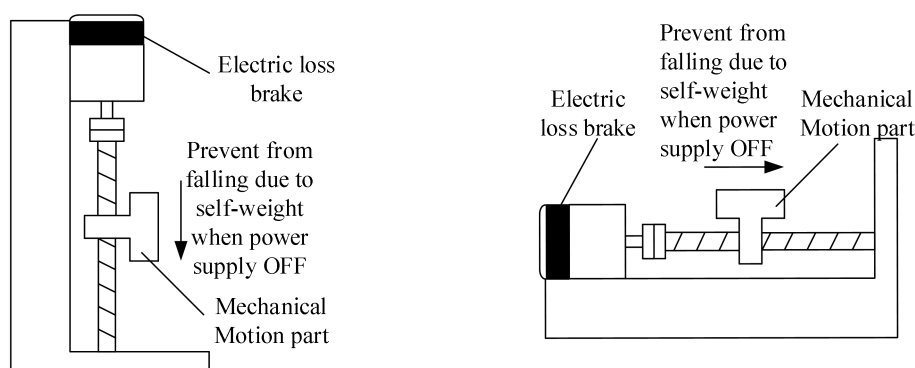 Electric loss
brake
Prevent from
falling due to
self-weight
when power
supply OFF
Mechanical
Motion part
Prevent from
falling due to
self-weight
when power
supply OFF
Electric
loss brake
Mechanical
Motion part